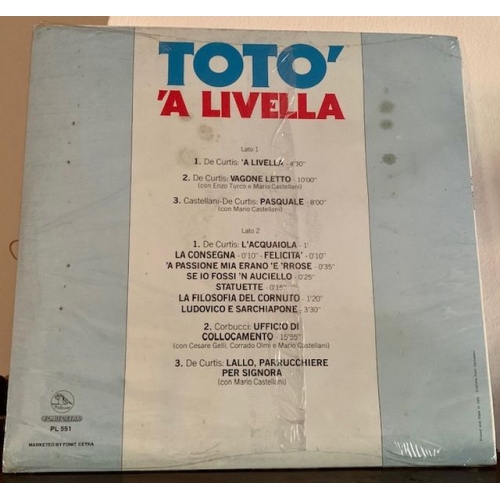 TOTO'
'A LIVELLA
Lato 1
1. De Curtis: 'A LIVELLA - 4'30"
2. De Curtis: VAGONE LETTO - 10'00"
(con Enzo Turco e Mario Castellani)
3. Castellani-De Curtis: PASQUALE - 8'00"
(con Mario Castellani)
Lato 2
1. De Curtis: L'ACQUAIOLA - 1'
LA CONSEGNA - 0'10" - FELICITA' - 0'10"
'A PASSIONE MIA ERANO 'E 'RROSE - 0'35"
SE IO FOSSI 'N AUCIELLO - 0'25"
STATUETTE - 0'15"
LA FILOSOFIA DEL CORNUTO - 1'20"
LUDOVICO E SARCHIAPONE - 3'30"
2. Corbucci: UFFICIO DI
COLLOCAMENTO - 15'55"
(con Cesare Gelli, Corrado Olmi e Mario Castellani)
3. De Curtis: LALLO, PARRUCCHIERE
PER SIGNORA
(con Mario Castellani)
FONIT CETRA
PL 551
MARKETED BY FONIT CETRA